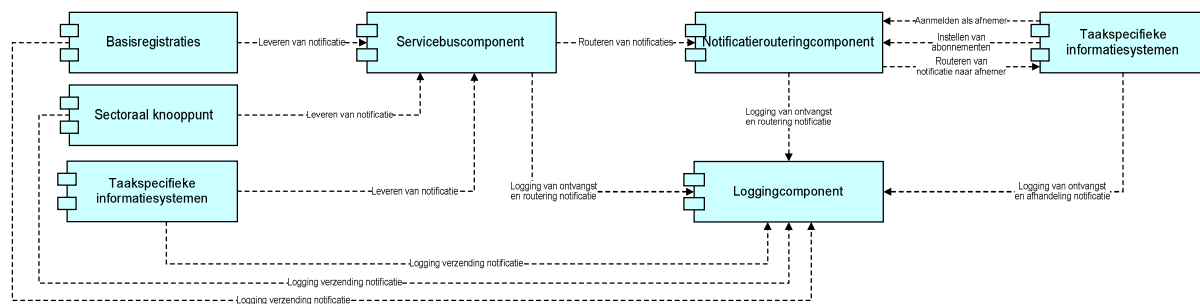 Basisregistraties
Leveren van notificatie
Servicebuscomponent
Routeren van notificaties
Notificatierouteringcomponent
Aanmelden als afnemer
Instellen van
abonnementen
Routeren van
notificatie naar afnemer
Taakspecifieke
informatiesystemen
Sectoraal knooppunt
Leveren van notificatie
Logging van ontvangst
en routering notificatie
Taakspecifieke
informatiesystemen
Leveren van notificatie
Logging van ontvangst
en routering notificatie
Loggingcomponent
Logging van ontvangst
en afhandeling notificatie
Logging verzending notificatie
Logging verzending notificatie
Logging verzending notificatie